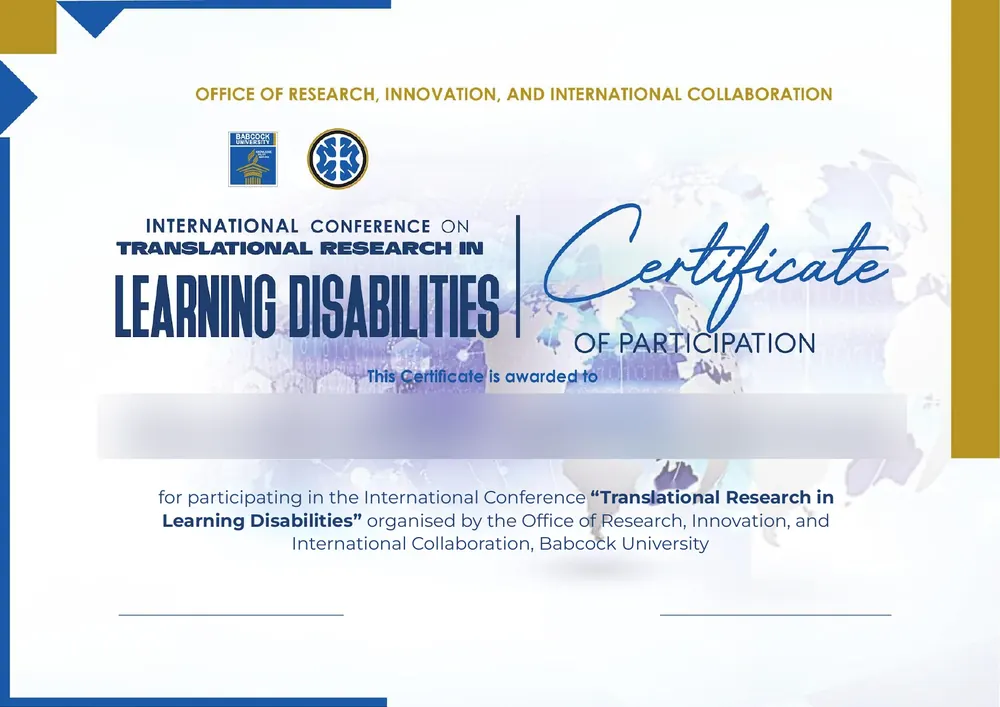 OFFICE OF RESEARCH, INNOVATION, AND INTERNATIONAL COLLABORATION
BABCOCK
UNIVERSITY
INTERNATIONAL CONFERENCE ON
TRANSLATIONAL RESEARCH IN
LEARNING DISABILITIES
Certificate
OF PARTICIPATION
This Certificate is awarded to
for participating in the International Conference “Translational Research in
Learning Disabilities” organised by the Office of Research, Innovation, and
International Collaboration, Babcock University